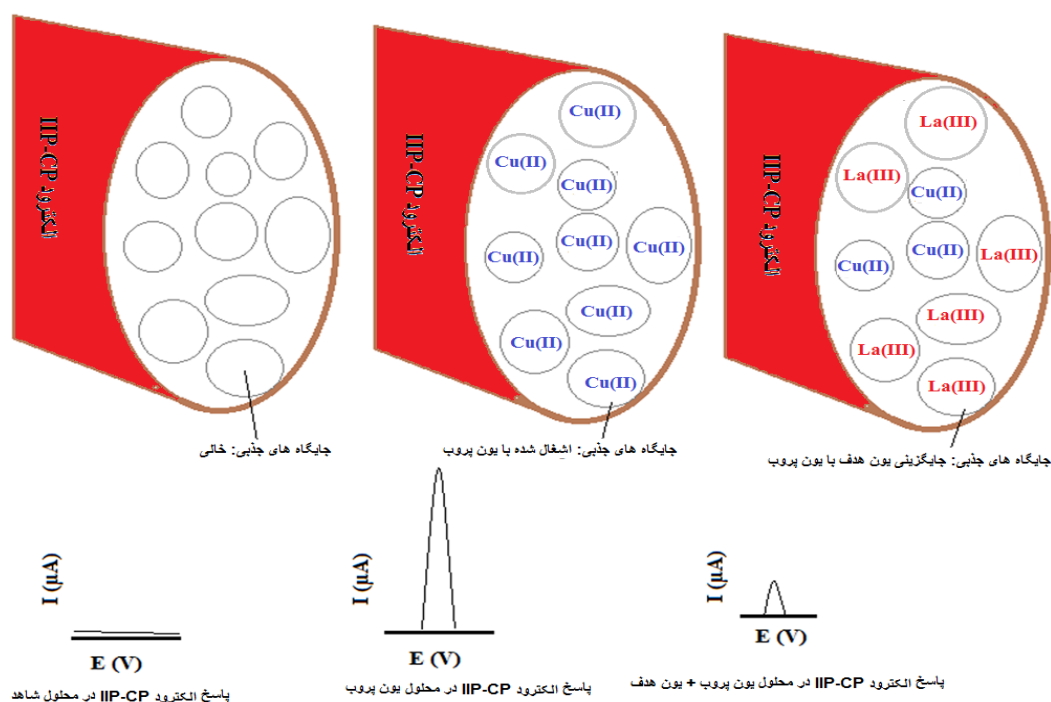 الکترود IIP-CP
الکترود IIP-CP
Cu(II)
Cu(II)
Cu(II)
Cu(II)
Cu(II)
Cu(II)
Cu(II)
Cu(II)
Cu(II)
الکترود IIP-CP
La(III)
La(III)
Cu(II)
Cu(II)
La(III)
Cu(II)
La(III)
La(III)
La(III)
جایگاه های جذبی: خالی
جایگاه های جذبی: اشغال شده با یون پروب
جایگاه های جذبی: جایگزینی یون هدف با یون پروب
I (µA)
E (V)
I (µA)
E (V)
I (µA)
E (V)
پاسخ الکترود IIP-CP در محلول شاهد
پاسخ الکترود IIP-CP در محلول یون پروب
پاسخ الکترود IIP-CP در محلول یون پروب + یون هدف